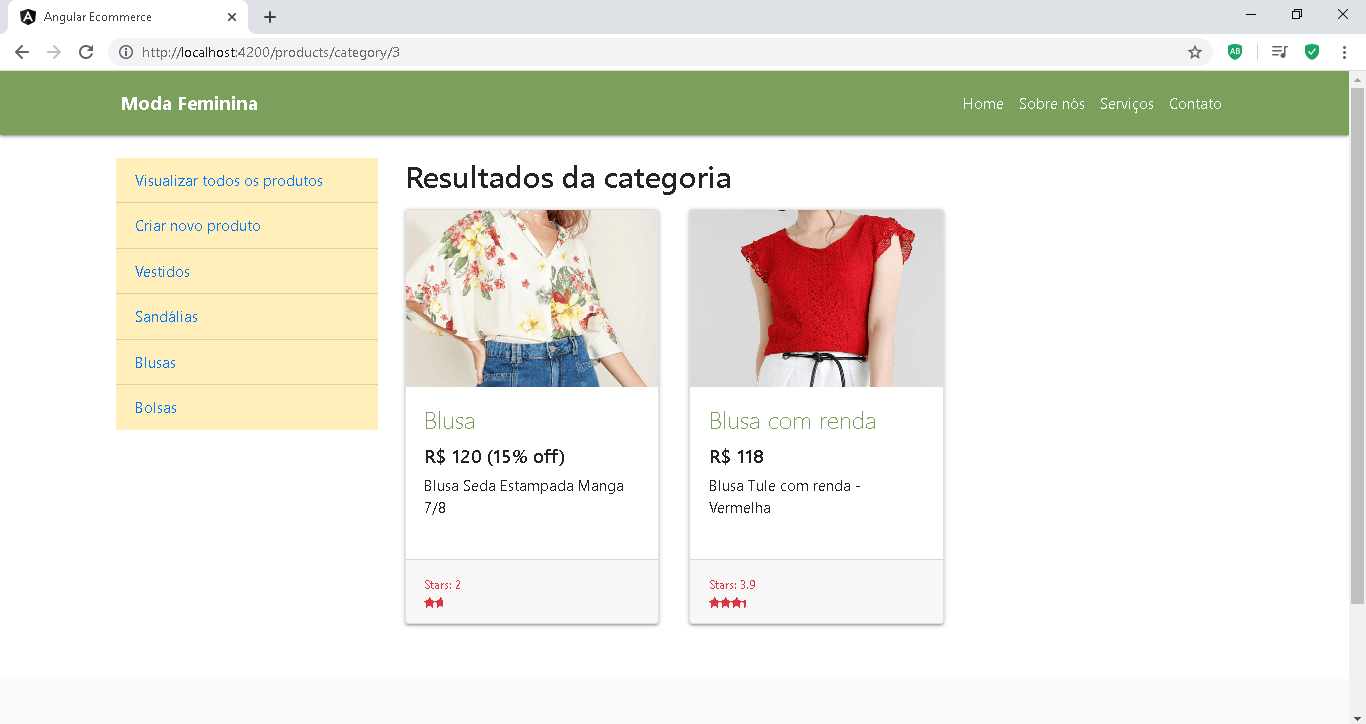 Angular Ecommerce
http://localhost:4200/products/category/3
Moda Feminina
Home Sobre nós Serviços Contato
Visualizar todos os produtos
Criar novo produto
Vestidos
Sandálias
Blusas
Bolsas
Resultados da categoria
Blusa
R$ 120 (15% off)
Blusa Seda Estampada Manga
7/8
Stars: 2
Blusa com renda
R$ 118
Blusa Tule com renda -
Vermelha
Stars: 3.9